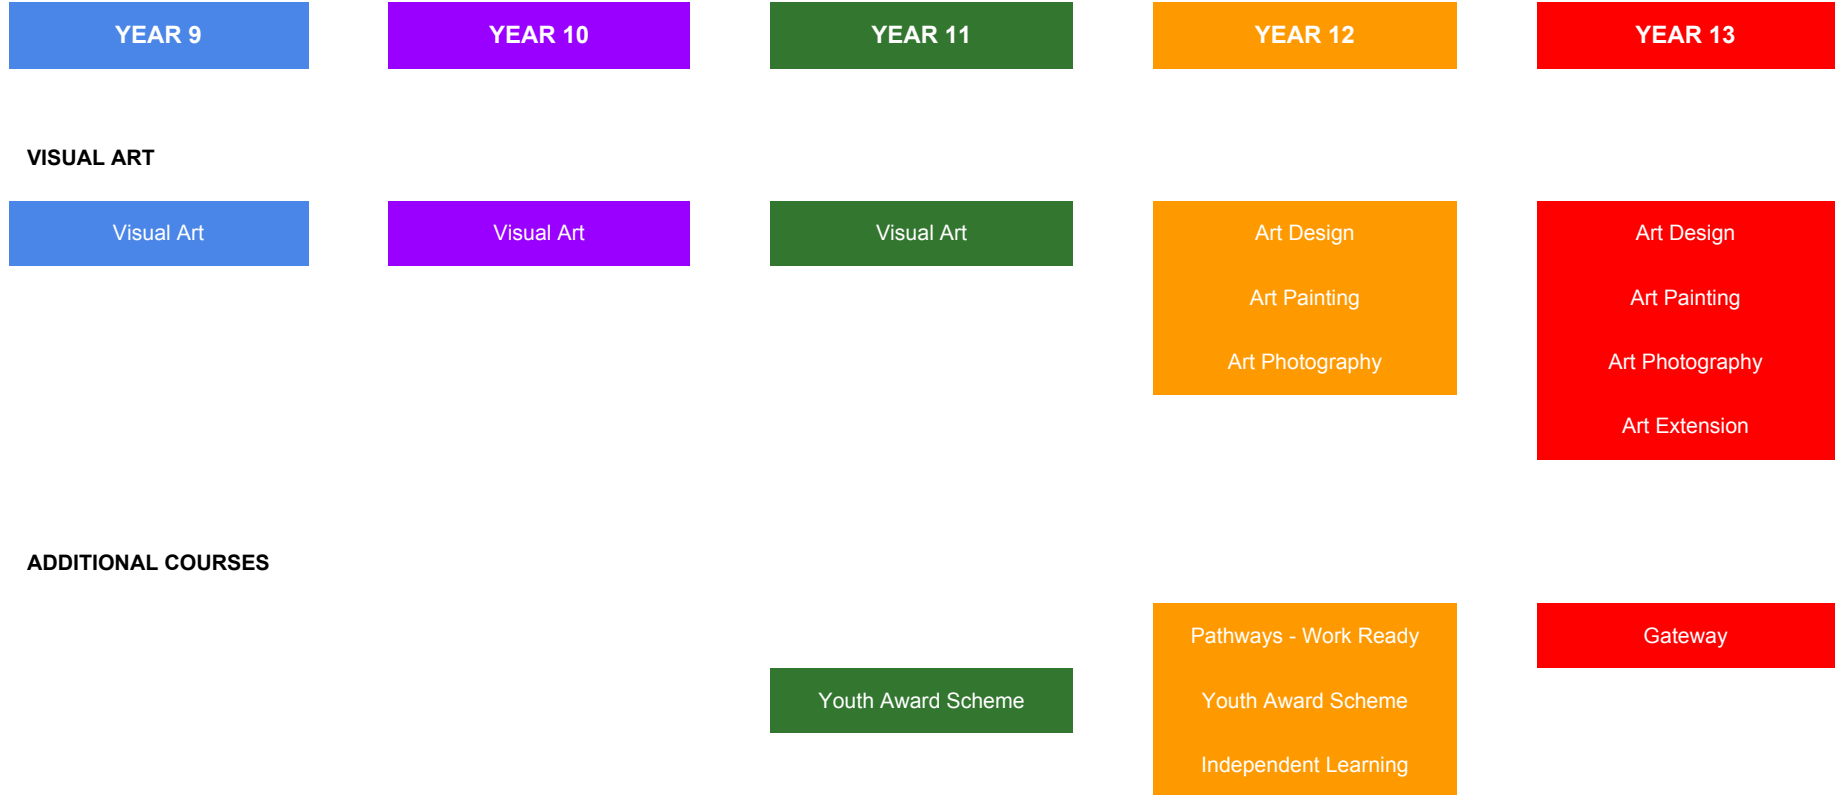 YEAR 9 YEAR 10 YEAR 11 YEAR 12 YEAR 13
VISUAL ART
Visual Art Visual Art Visual Art Art Design Art Design
Art Painting Art Painting
Art Photography Art Photography
Art Extension
ADDITIONAL COURSES
Pathways - Work Ready Gateway
Youth Award Scheme Youth Award Scheme
Independent Learning